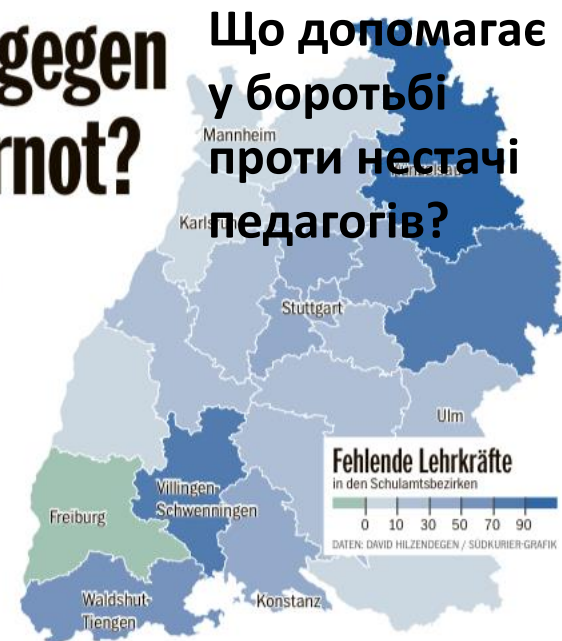 gegen
rnot?
Що допомагає
у боротьбі
проти нестачі
педагогів?
Mannheim
Stuttgart
Ulm
Villingen-
Schwenningen
Freiburg
Waldshut-
Tiengen
Konstanz
Fehlende Lehrkräfte
in den Schulamtsbezirken
0 10 30 50 70 90
DATEN: DAVID HILZENDEGEN / SÜDKURIER-GRAFIK